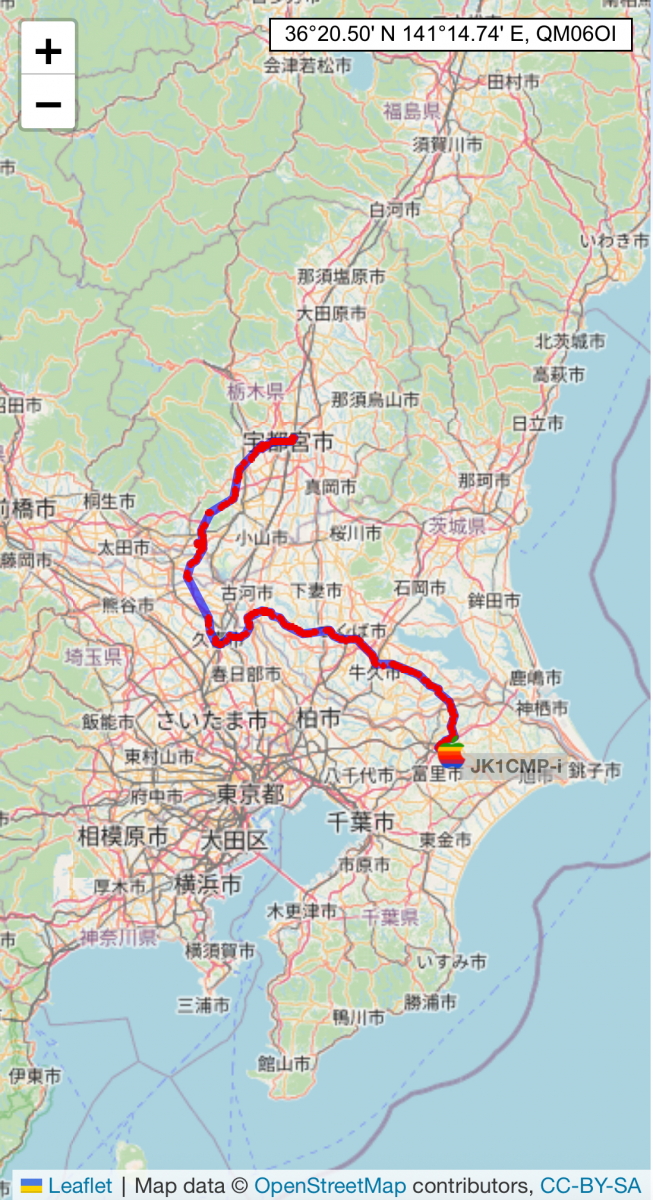 +
36°20.50' N 141°14.74' E, QM06OI
−
会津若松市
田村市
福島県
須賀川市
白河市
いわき市
那須塩原市
大田原市
北茨城市
高萩市
栃木県
那須烏山市
沼田市
日立市
宇都宮市
那珂市
真岡市
前橋市
桐生市
茨城県
桜川市
小山市
太田市
藤岡市
石岡市
下妻市
古河市
鉾田市
熊谷市
つくば市
埼玉県
春日部市
牛久市
鹿嶋市
神栖市
さいたま市
柏市
飯能市
東村山市
JK1CMP-i
銚子市
富里市
旭市
八千代市
府中市
東京都
千葉市
相模原市
大田区
東金市
市原市
厚木市
横浜市
木更津市
千葉県
神奈川県
横須賀市
いすみ市
三浦市
勝浦市
鴨川市
館山市
伊東市
Leaflet | Map data © OpenStreetMap contributors, CC-BY-SA